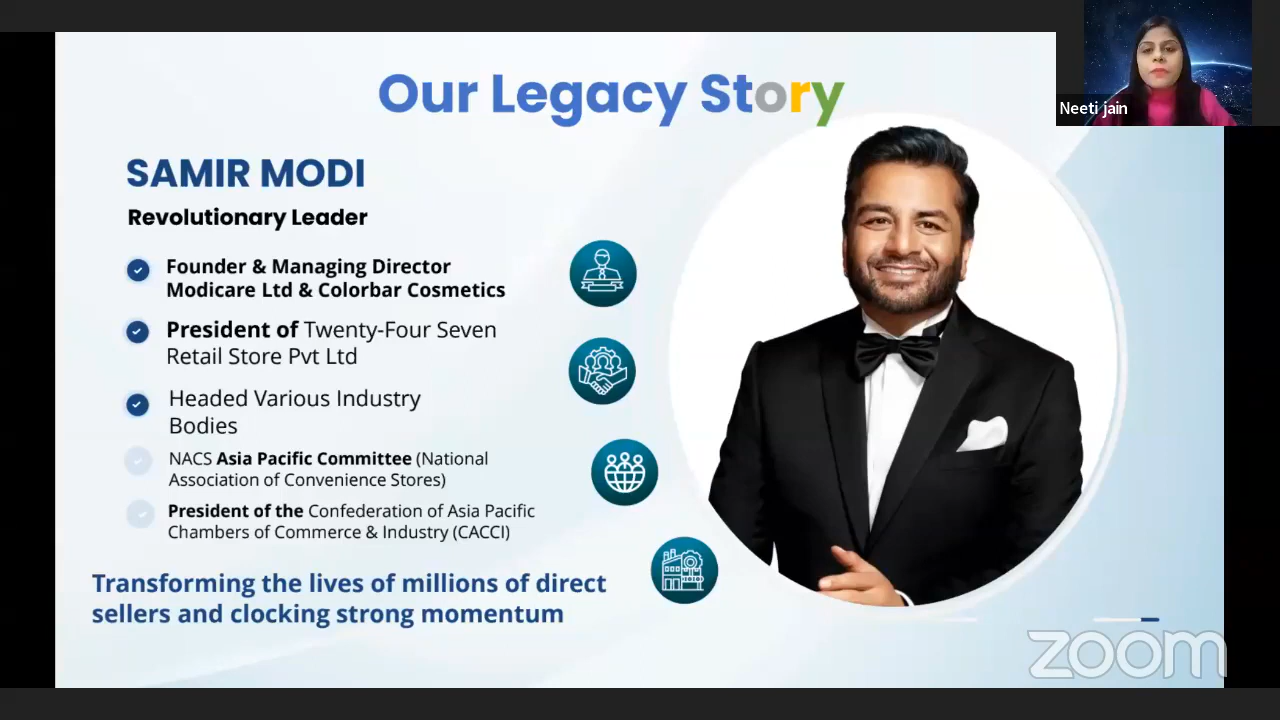 Our Legacy Story
Neeti jain
SAMIR MODI
Revolutionary Leader
Founder & Managing Director
Modicare Ltd & Colorbar Cosmetics
President of Twenty-Four Seven
Retail Store Pvt Ltd
Headed Various Industry
Bodies
NACS Asia Pacific Committee (National
Association of Convenience Stores)
President of the Confederation of Asia Pacific
Chambers of Commerce & Industry (CACCI)
Transforming the lives of millions of direct
sellers and clocking strong momentum
zoom